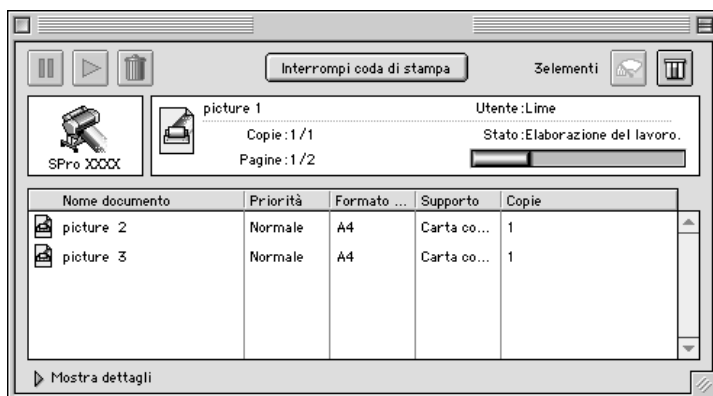 Interrompi coda di stampa
3elementi
picture 1
Utente:Lime
Copie:1/1
Stato:Elaborazione del lavoro.
Pagine:1/2
SPro XXXX
Nome documento Priorità Formato ... Supporto Copie
picture 2 Normale A4 Carta co... 1
picture 3 Normale A4 Carta co... 1
Mostra dettagli